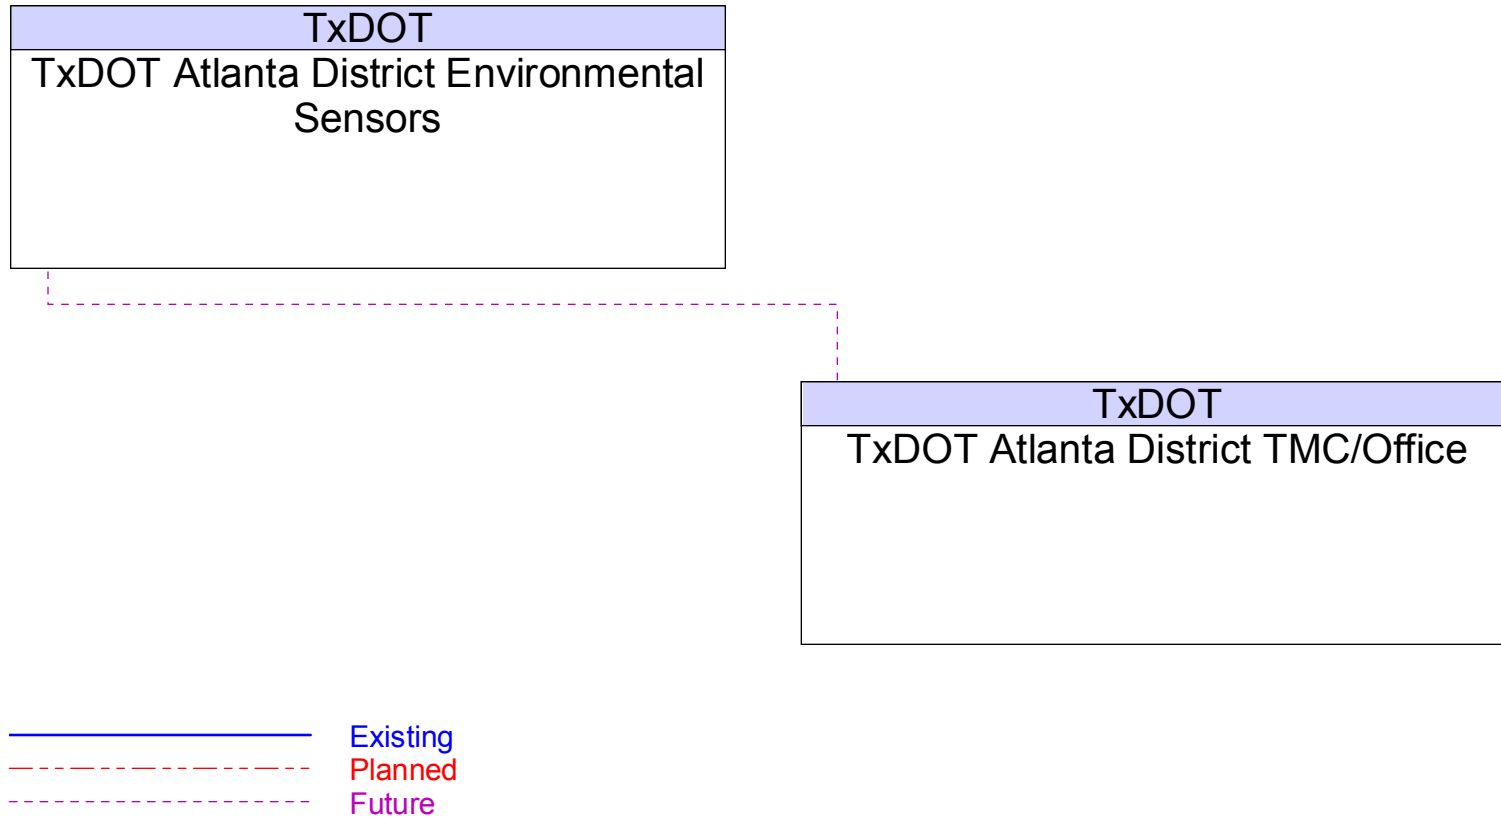 TxDOT
TxDOT Atlanta District Environmental
Sensors
TxDOT
TxDOT Atlanta District TMC/Office
Existing
Planned
Future